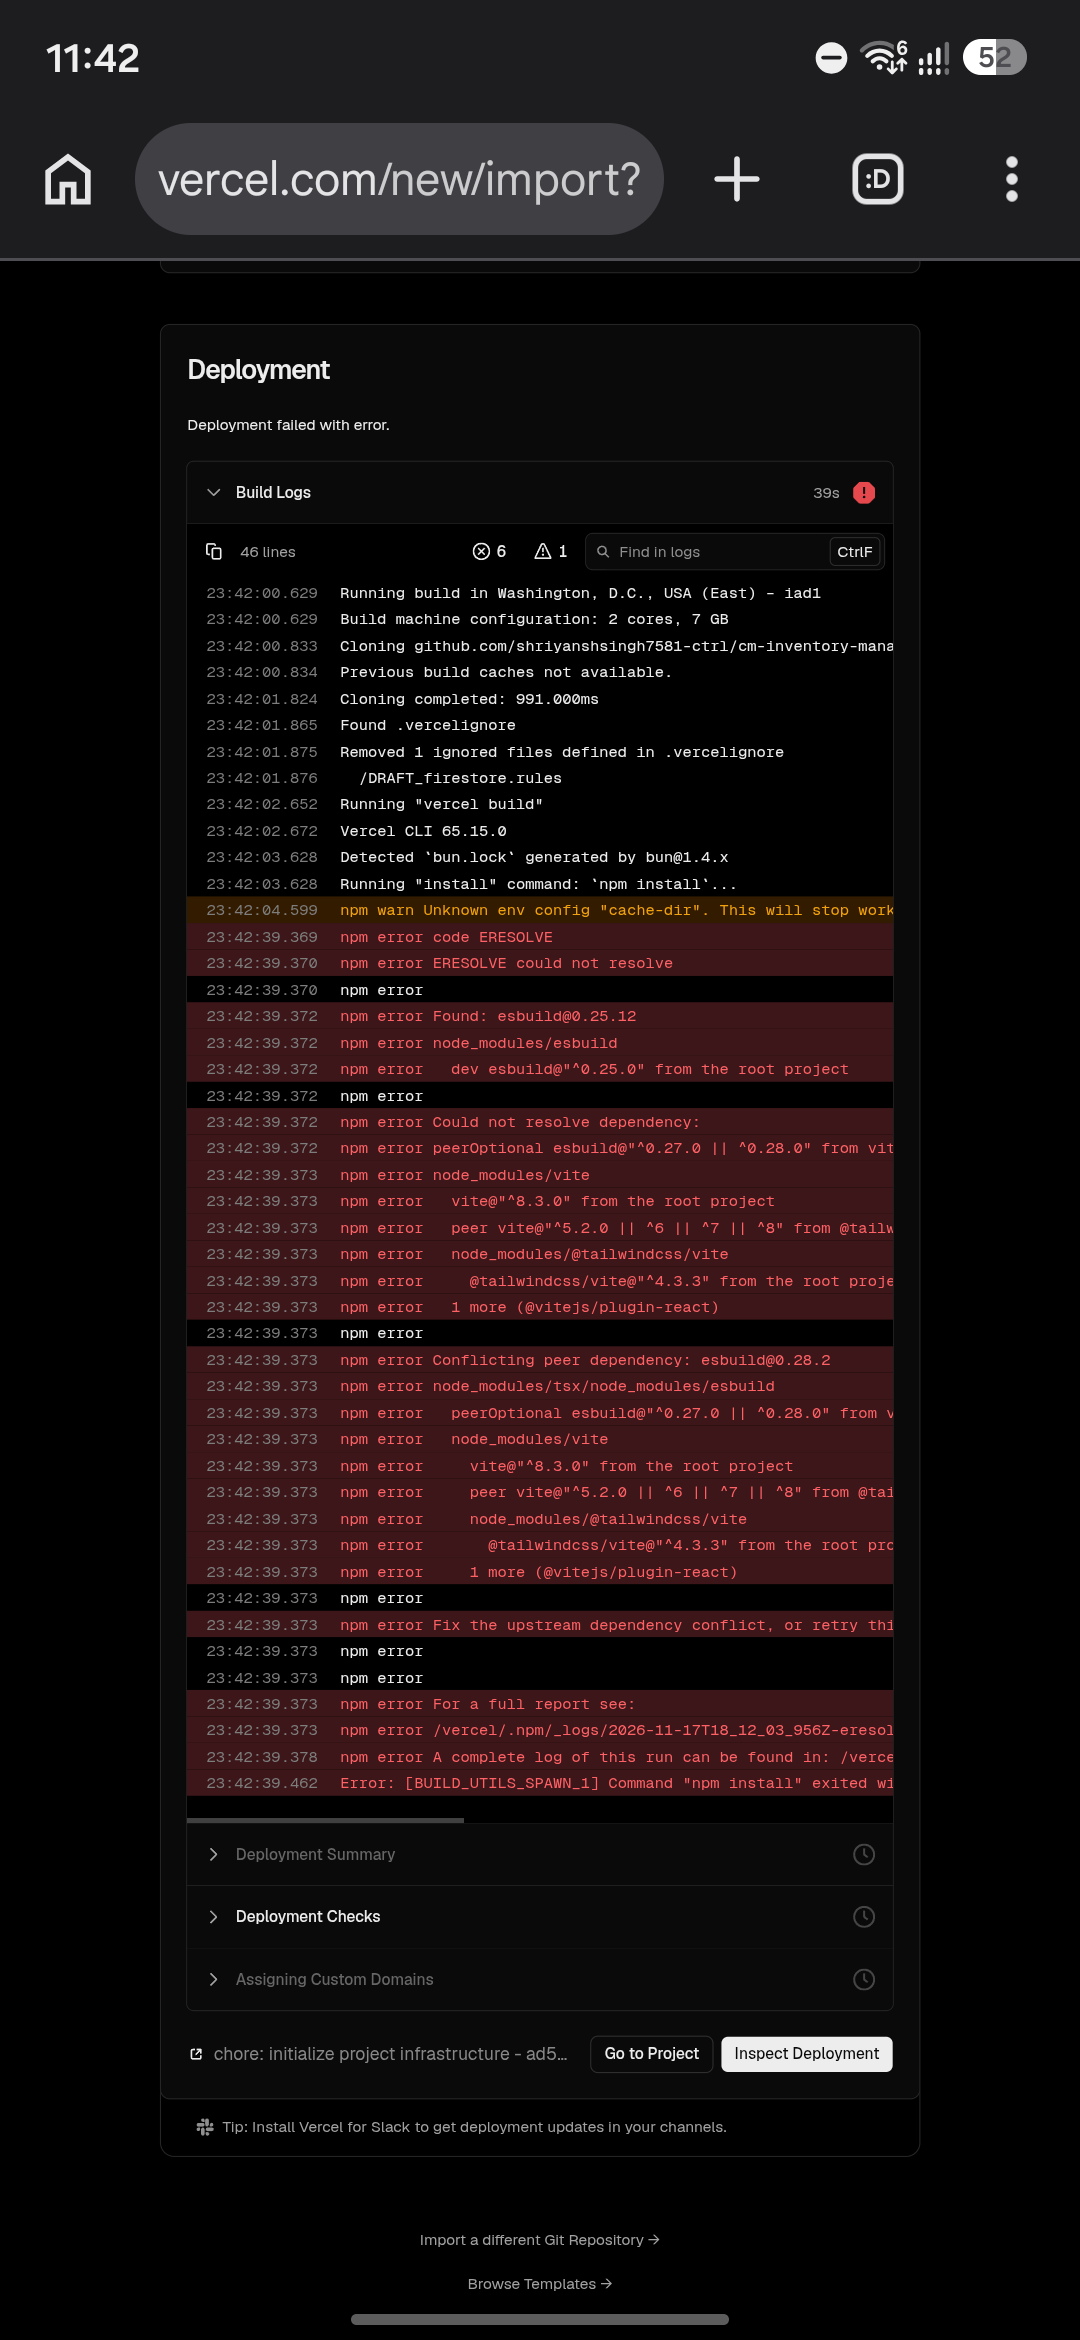 11:42
6
52
vercel.com/new/import?
:D
Deployment
Deployment failed with error.
Build Logs
39s
46 lines
6
1
Find in logs
CtrlF
23:42:00.629 Running build in Washington, D.C., USA (East) – iad1
23:42:00.629 Build machine configuration: 2 cores, 7 GB
23:42:00.833 Cloning github.com/shriyanshsingh7581-ctrl/cm-inventory-mana
23:42:00.834 Previous build caches not available.
23:42:01.824 Cloning completed: 991.000ms
23:42:01.865 Found .vercelignore
23:42:01.875 Removed 1 ignored files defined in .vercelignore
23:42:01.876 /DRAFT_firestore.rules
23:42:02.652 Running "vercel build"
23:42:02.672 Vercel CLI 65.15.0
23:42:03.628 Detected `bun.lock` generated by bun@1.4.x
23:42:03.628 Running "install" command: `npm install`...
23:42:04.599 npm warn Unknown env config "cache-dir". This will stop work
23:42:39.369 npm error code ERESOLVE
23:42:39.370 npm error ERESOLVE could not resolve
23:42:39.370 npm error
23:42:39.372 npm error Found: esbuild@0.25.12
23:42:39.372 npm error node_modules/esbuild
23:42:39.372 npm error   dev esbuild@"^0.25.0" from the root project
23:42:39.372 npm error
23:42:39.372 npm error Could not resolve dependency:
23:42:39.372 npm error peerOptional esbuild@"^0.27.0 || ^0.28.0" from vit
23:42:39.373 npm error node_modules/vite
23:42:39.373 npm error   vite@"^8.3.0" from the root project
23:42:39.373 npm error   peer vite@"^5.2.0 || ^6 || ^7 || ^8" from @tailw
23:42:39.373 npm error   node_modules/@tailwindcss/vite
23:42:39.373 npm error     @tailwindcss/vite@"^4.3.3" from the root proje
23:42:39.373 npm error   1 more (@vitejs/plugin-react)
23:42:39.373 npm error
23:42:39.373 npm error Conflicting peer dependency: esbuild@0.28.2
23:42:39.373 npm error node_modules/tsx/node_modules/esbuild
23:42:39.373 npm error   peerOptional esbuild@"^0.27.0 || ^0.28.0" from v
23:42:39.373 npm error   node_modules/vite
23:42:39.373 npm error     vite@"^8.3.0" from the root project
23:42:39.373 npm error     peer vite@"^5.2.0 || ^6 || ^7 || ^8" from @tai
23:42:39.373 npm error     node_modules/@tailwindcss/vite
23:42:39.373 npm error       @tailwindcss/vite@"^4.3.3" from the root pro
23:42:39.373 npm error     1 more (@vitejs/plugin-react)
23:42:39.373 npm error
23:42:39.373 npm error Fix the upstream dependency conflict, or retry thi
23:42:39.373 npm error
23:42:39.373 npm error
23:42:39.373 npm error For a full report see:
23:42:39.373 npm error /vercel/.npm/_logs/2026-11-17T18_12_03_956Z-eresol
23:42:39.378 npm error A complete log of this run can be found in: /verce
23:42:39.462 Error: [BUILD_UTILS_SPAWN_1] Command "npm install" exited wi
Deployment Summary
Deployment Checks
Assigning Custom Domains
chore: initialize project infrastructure - ad5...
Go to Project
Inspect Deployment
Tip: Install Vercel for Slack to get deployment updates in your channels.
Import a different Git Repository →
Browse Templates →